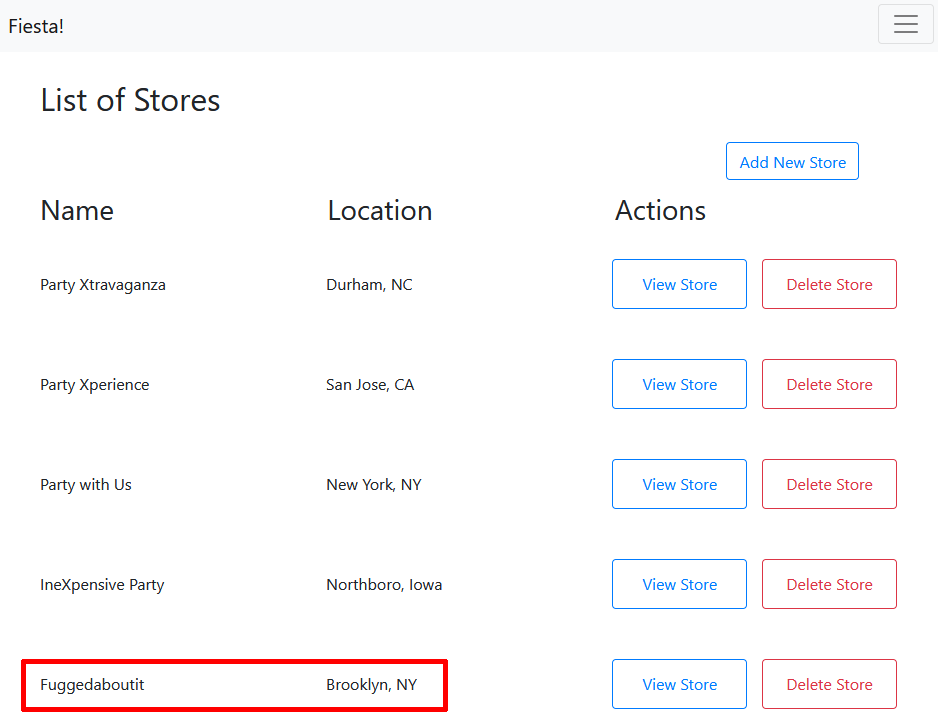 Fiesta!
List of Stores
Add New Store
Name Location Actions
Party Xtravaganza Durham, NC View Store Delete Store
Party Xperience San Jose, CA View Store Delete Store
Party with Us New York, NY View Store Delete Store
IneXpensive Party Northboro, Iowa View Store Delete Store
Fuggedaboutit Brooklyn, NY View Store Delete Store